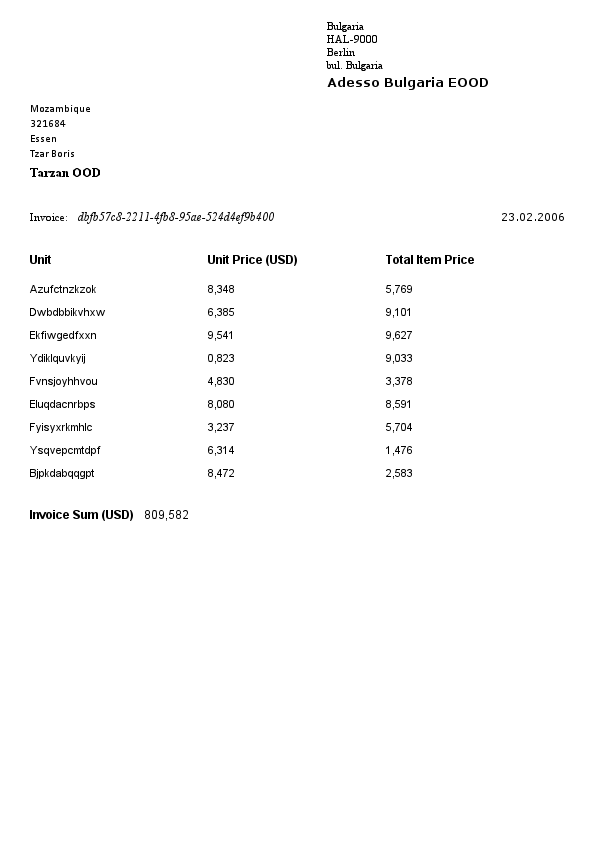 Bulgaria
HAL-9000
Berlin
bul. Bulgaria
Adesso Bulgaria EOOD
Mozambique
321684
Essen
Tzar Boris
Tarzan OOD
Invoice: dbfb57c8-2211-4fb8-95ae-524d4ef9b400 23.02.2006
Unit Unit Price (USD) Total Item Price
Azufctnzkzok 8,348 5,769
Dwbdbbikvhxw 6,385 9,101
Ekfiwgedfxxn 9,541 9,627
Ydiklquvkyij 0,823 9,033
Fvnsjoyhhvou 4,830 3,378
Eluqdacnrbps 8,080 8,591
Fyisyxrkmhlc 3,237 5,704
Ysqvepcmtdpf 6,314 1,476
Bjpkdabqqgpt 8,472 2,583
Invoice Sum (USD) 809,582